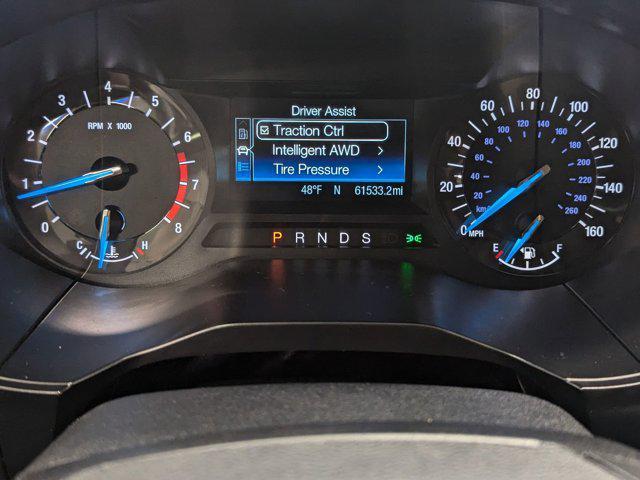 Driver Assist
Traction Ctrl
Intelligent AWD >
Tire Pressure >
48°F N 61533.2mi
P R N D S
RPM X 1000
0 1 2 3 4 5 6 7 8
C H
0 20 40 60 80 100 120 140 160
MPH
km/h
20 40 60 80 100 120 140 160 180 200 220 240 260
E F